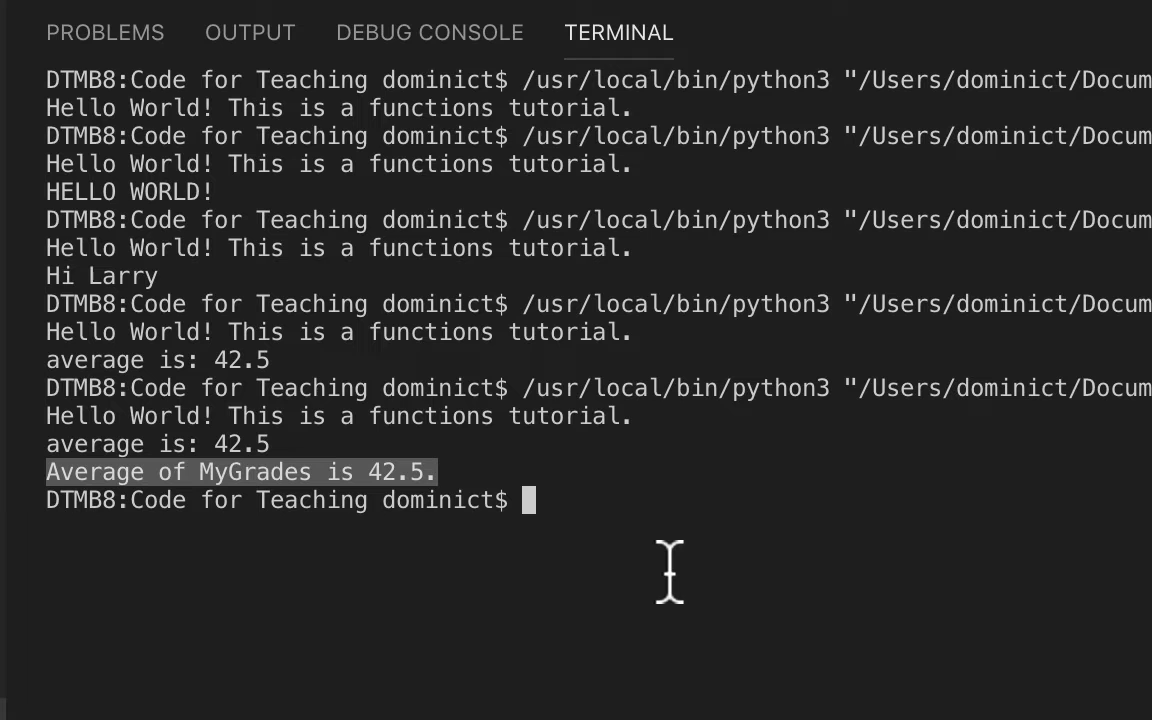 PROBLEMS OUTPUT DEBUG CONSOLE TERMINAL
DTMB8:Code for Teaching dominict$ /usr/local/bin/python3 "/Users/dominict/Docum
Hello World! This is a functions tutorial.
DTMB8:Code for Teaching dominict$ /usr/local/bin/python3 "/Users/dominict/Docum
Hello World! This is a functions tutorial.
HELLO WORLD!
DTMB8:Code for Teaching dominict$ /usr/local/bin/python3 "/Users/dominict/Docum
Hello World! This is a functions tutorial.
Hi Larry
DTMB8:Code for Teaching dominict$ /usr/local/bin/python3 "/Users/dominict/Docum
Hello World! This is a functions tutorial.
average is: 42.5
DTMB8:Code for Teaching dominict$ /usr/local/bin/python3 "/Users/dominict/Docum
Hello World! This is a functions tutorial.
average is: 42.5
Average of MyGrades is 42.5.
DTMB8:Code for Teaching dominict$